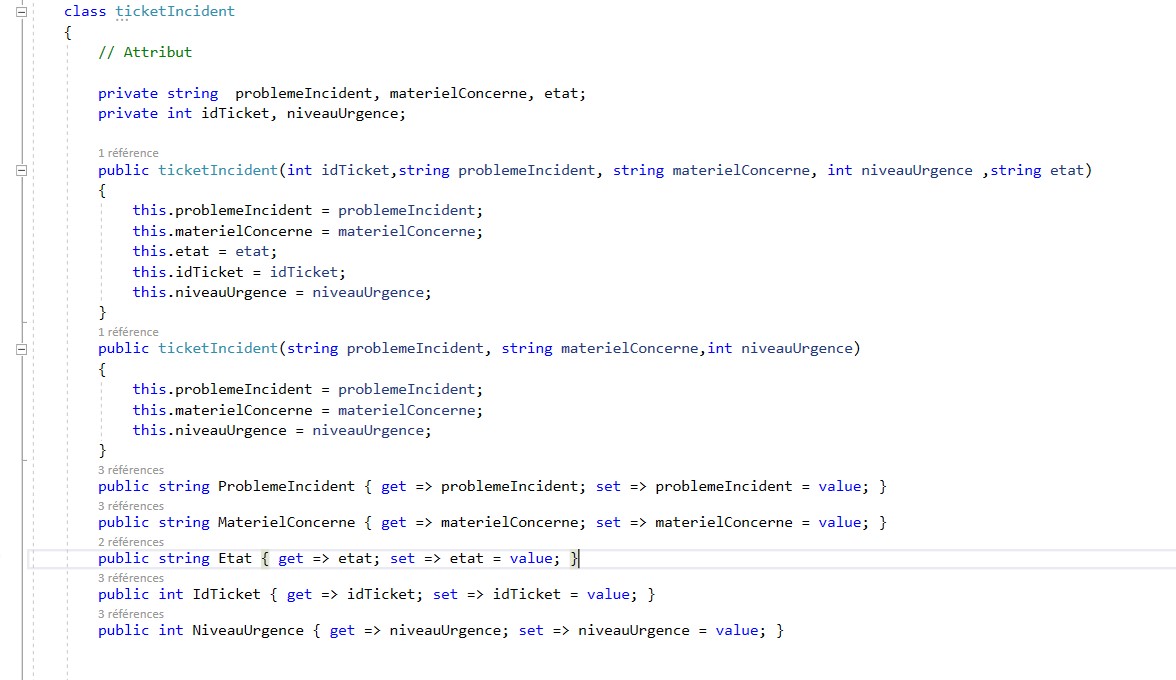 class ticketIncident
{
// Attribut
private string  problemeIncident, materielConcerne, etat;
private int idTicket, niveauUrgence;
1 référence
public ticketIncident(int idTicket,string problemeIncident, string materielConcerne, int niveauUrgence ,string etat)
{
this.problemeIncident = problemeIncident;
this.materielConcerne = materielConcerne;
this.etat = etat;
this.idTicket = idTicket;
this.niveauUrgence = niveauUrgence;
}
1 référence
public ticketIncident(string problemeIncident, string materielConcerne,int niveauUrgence)
{
this.problemeIncident = problemeIncident;
this.materielConcerne = materielConcerne;
this.niveauUrgence = niveauUrgence;
}
3 références
public string ProblemeIncident { get => problemeIncident; set => problemeIncident = value; }
3 références
public string MaterielConcerne { get => materielConcerne; set => materielConcerne = value; }
2 références
public string Etat { get => etat; set => etat = value; }
3 références
public int IdTicket { get => idTicket; set => idTicket = value; }
3 références
public int NiveauUrgence { get => niveauUrgence; set => niveauUrgence = value; }